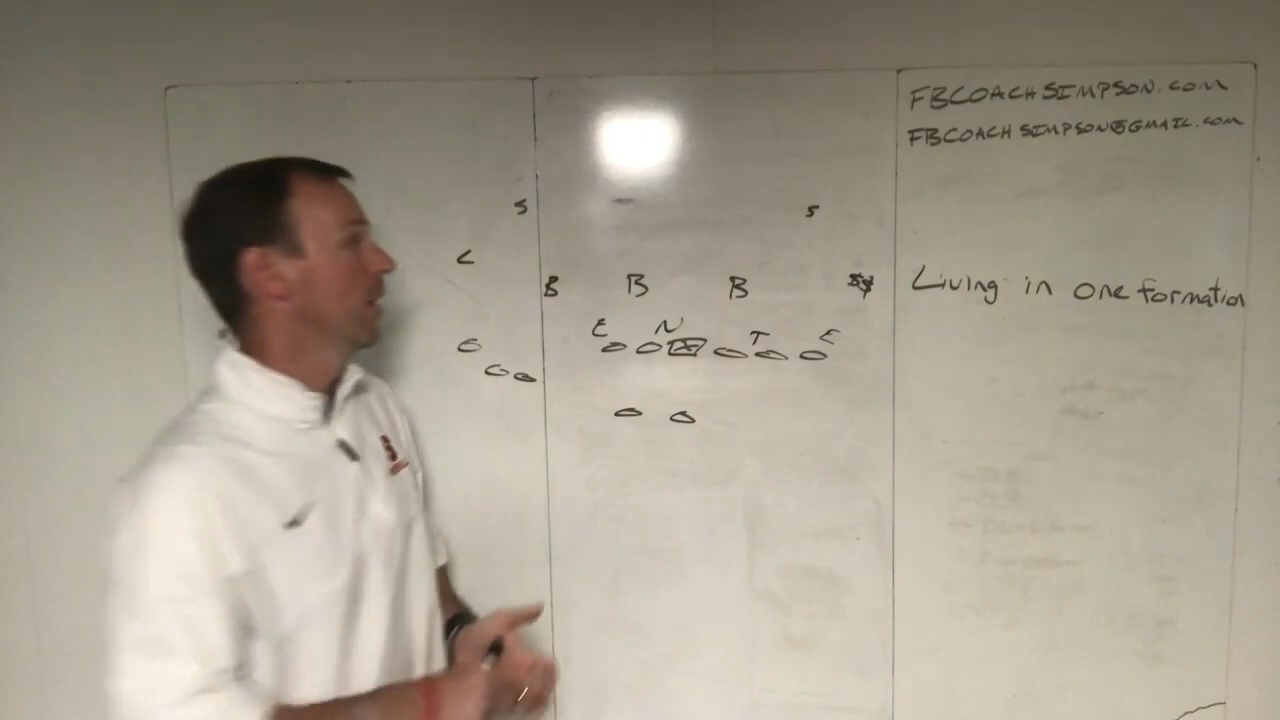 FBCOACHSIMPSON.COM
FBCOACHSIMPSON@GMAIL.COM
S S
C
B B B
Living in one formation
E N T E